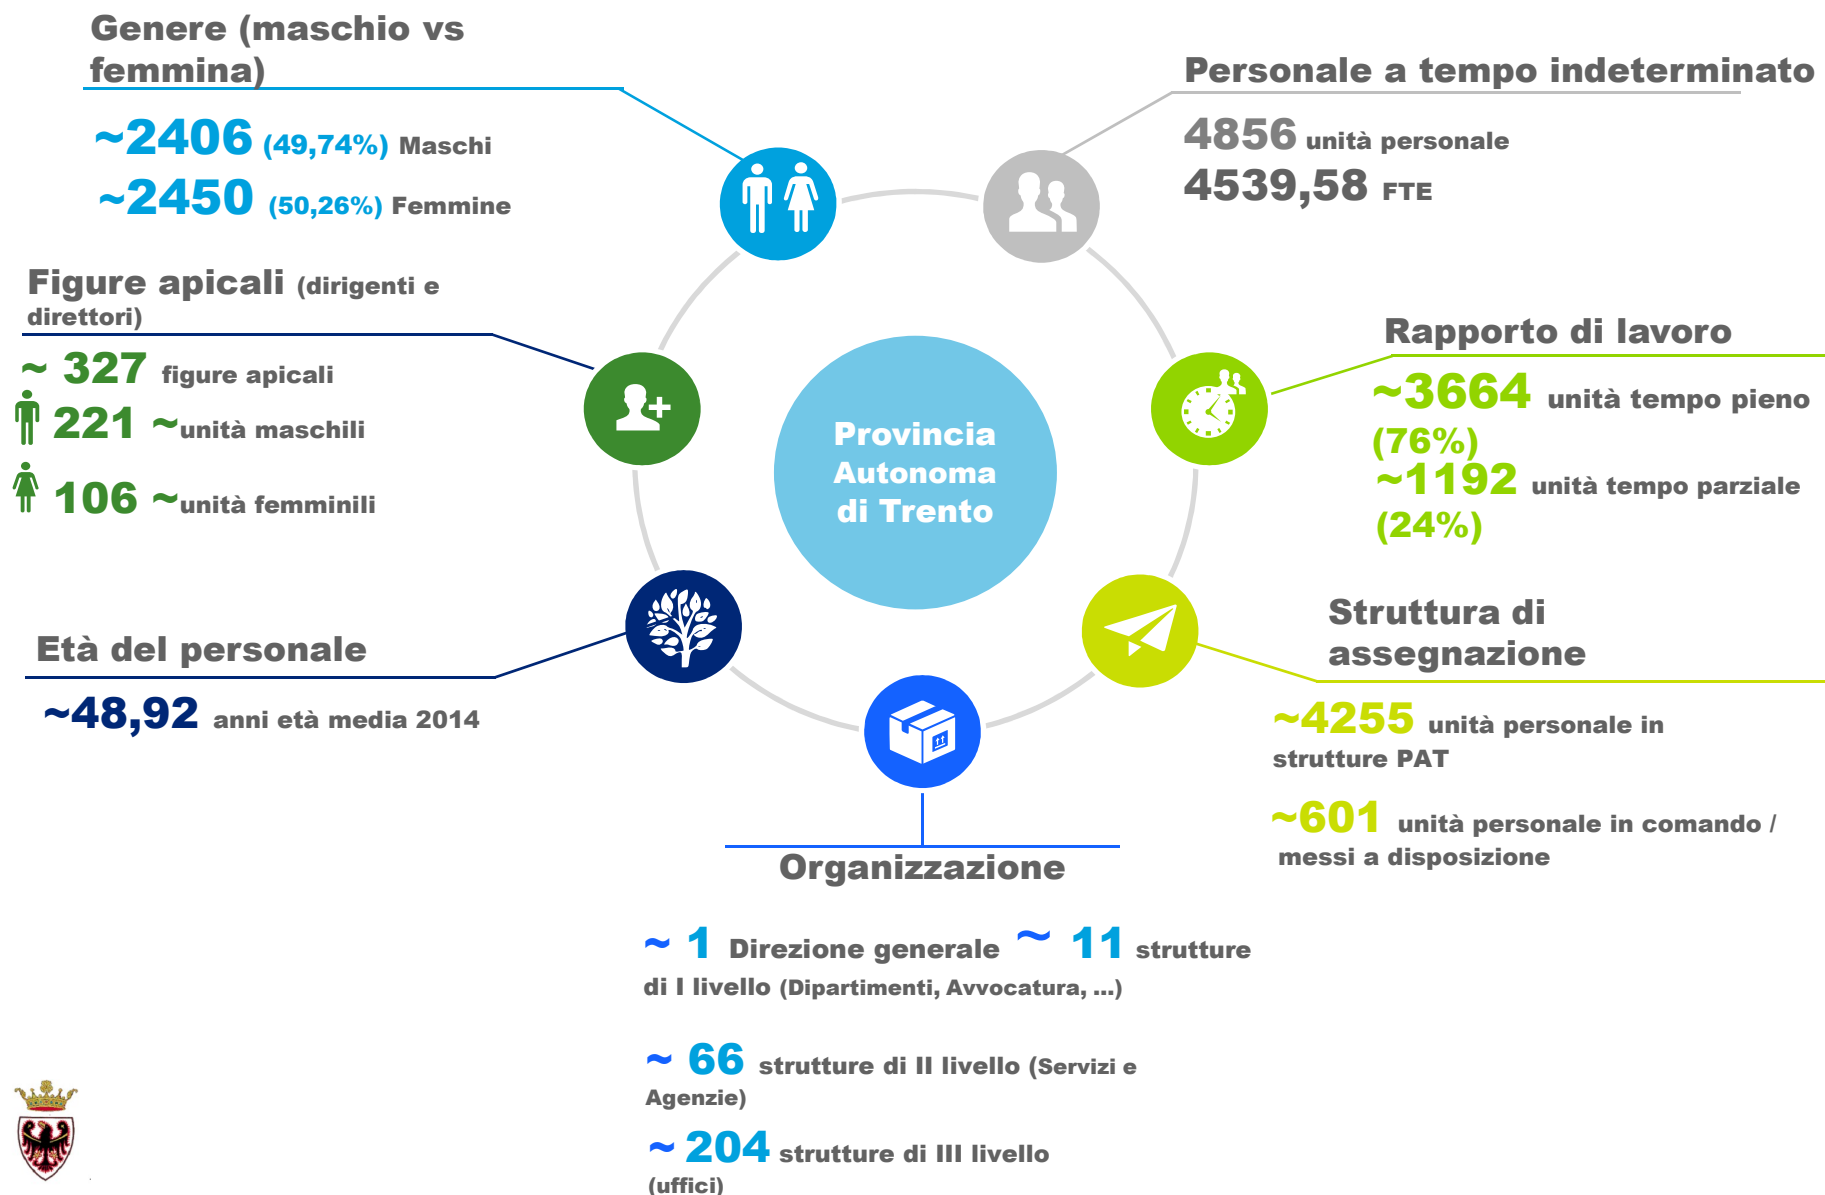 Genere (maschio vs
femmina)
~2406 (49,74%) Maschi
~2450 (50,26%) Femmine
Personale a tempo indeterminato
4856 unità personale
4539,58 FTE
Figure apicali (dirigenti e
direttori)
~ 327 figure apicali
221 ~unità maschili
106 ~unità femminili
Rapporto di lavoro
~3664 unità tempo pieno
(76%)
~1192 unità tempo parziale
(24%)
Provincia
Autonoma
di Trento
Età del personale
~48,92 anni età media 2014
Struttura di
assegnazione
~4255 unità personale in
strutture PAT
~601 unità personale in comando /
messi a disposizione
Organizzazione
~ 1 Direzione generale ~ 11 strutture
di I livello (Dipartimenti, Avvocatura, ...)
~ 66 strutture di II livello (Servizi e
Agenzie)
~ 204 strutture di III livello
(uffici)